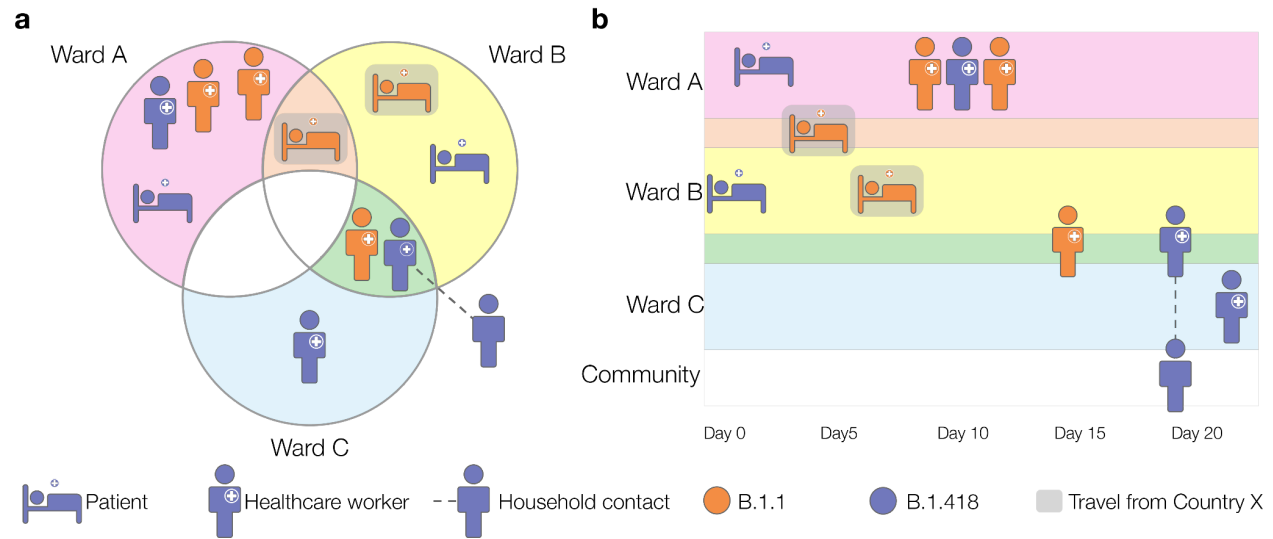 a
Ward A
Ward B
Ward C
b
Ward A
Ward B
Ward C
Community
Day 0
Day5
Day 10
Day 15
Day 20
Patient
Healthcare worker
Household contact
B.1.1
B.1.418
Travel from Country X